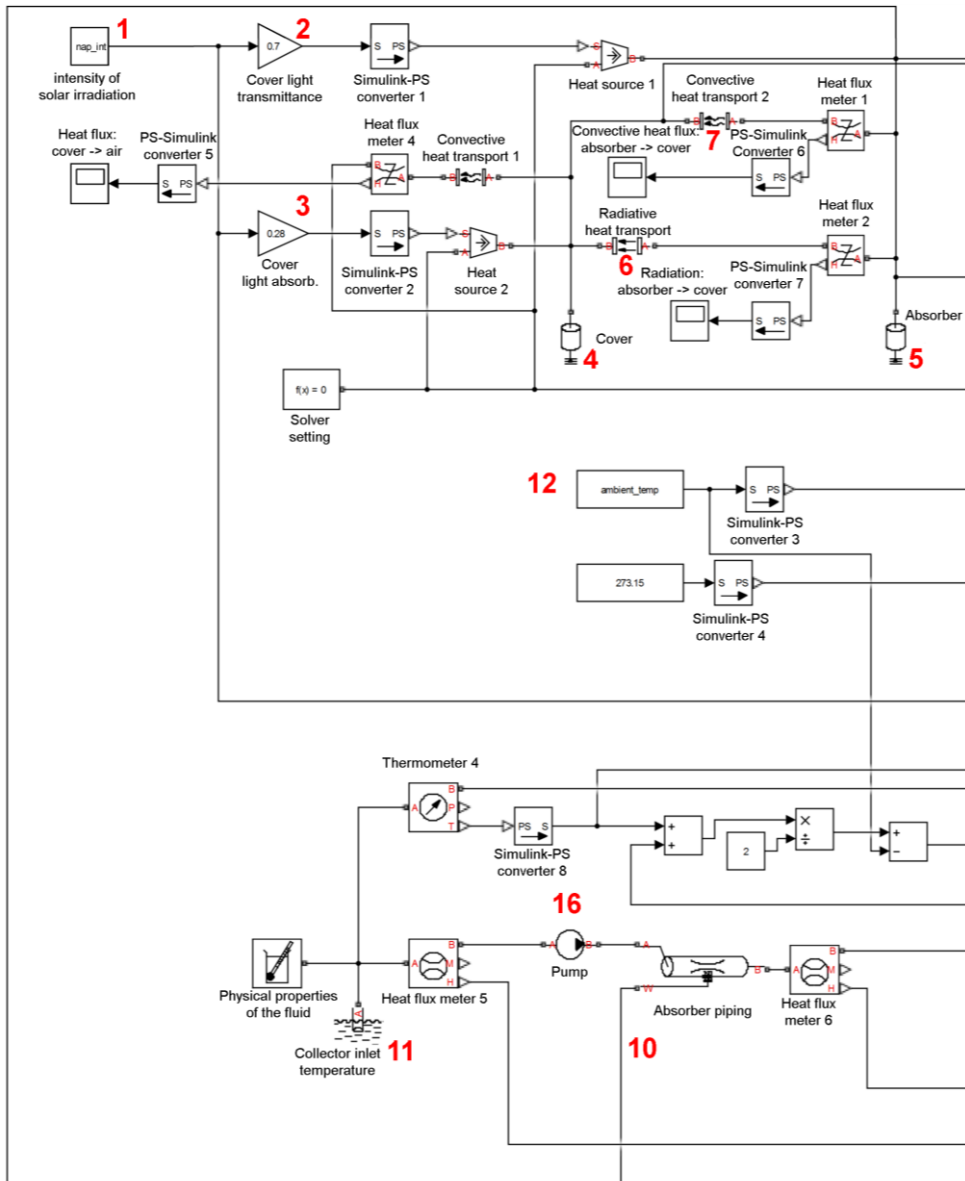 1
2
nap_int
intensity of
solar irradiation
0.7
Cover light
transmittance
S PS
Simulink-PS
converter 1
S
A
B
Heat source 1
Convective
heat transport 2
B A
7
Heat flux
meter 1
B
A
H
Heat flux:
cover -> air
PS-Simulink
converter 5
S PS
Heat flux
meter 4
B
A
H
Convective
heat transport 1
B A
Convective heat flux:
absorber -> cover
PS-Simulink
Converter 6
S PS
3
0.28
Cover
light absorb.
S PS
Simulink-PS
converter 2
S
A
B
Heat
source 2
Radiative
heat transport
B A
6
Heat flux
meter 2
B
A
H
Radiation:
absorber -> cover
PS-Simulink
converter 7
S PS
Cover
4
Absorber
5
f(x) = 0
Solver
setting
12
ambient_temp
S PS
Simulink-PS
converter 3
273.15
S PS
Simulink-PS
converter 4
Thermometer 4
B
A P
T
PS S
Simulink-PS
converter 8
+
+
2
×
÷
+
−
16
A B
Pump
Physical properties
of the fluid
B
A M
H
Heat flux meter 5
A
B
W
Absorber piping
B
A M
H
Heat flux
meter 6
A
Collector inlet
temperature
11
10